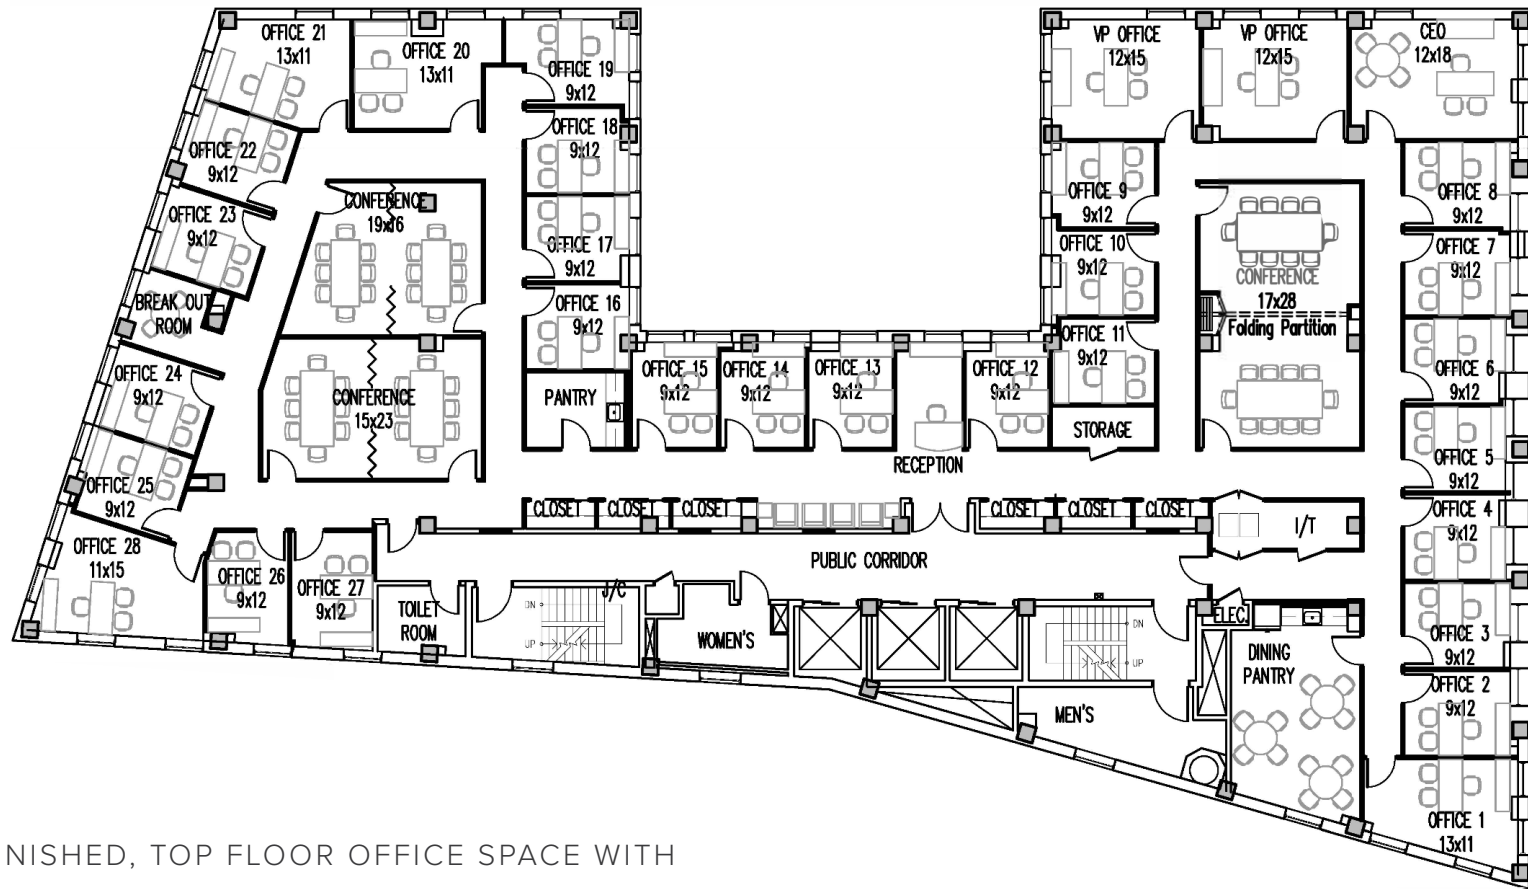 OFFICE 21
13x11
OFFICE 20
13x11
OFFICE 19
9x12
VP OFFICE
12x15
VP OFFICE
12x15
CEO
12x18
OFFICE 22
9x12
OFFICE 18
9x12
OFFICE 23
9x12
CONFERENCE
19x16
OFFICE 17
9x12
OFFICE 9
9x12
OFFICE 8
9x12
OFFICE 10
9x12
OFFICE 7
9x12
CONFERENCE
17x28
Folding Partition
BREAK OUT
ROOM
OFFICE 16
9x12
OFFICE 11
9x12
OFFICE 6
9x12
OFFICE 24
9x12
CONFERENCE
15x23
PANTRY
OFFICE 15
9x12
OFFICE 14
9x12
OFFICE 13
9x12
OFFICE 12
9x12
STORAGE
RECEPTION
OFFICE 5
9x12
OFFICE 25
9x12
CLOSET
CLOSET
CLOSET
CLOSET
CLOSET
CLOSET
I/T
OFFICE 4
9x12
OFFICE 28
11x15
OFFICE 26
9x12
OFFICE 27
9x12
PUBLIC CORRIDOR
TOILET
ROOM
J/C
DN
UP
WOMEN'S
DN
UP
ELEC.
OFFICE 3
9x12
DINING
PANTRY
OFFICE 2
9x12
MEN'S
OFFICE 1
13x11
NISHED, TOP FLOOR OFFICE SPACE WITH